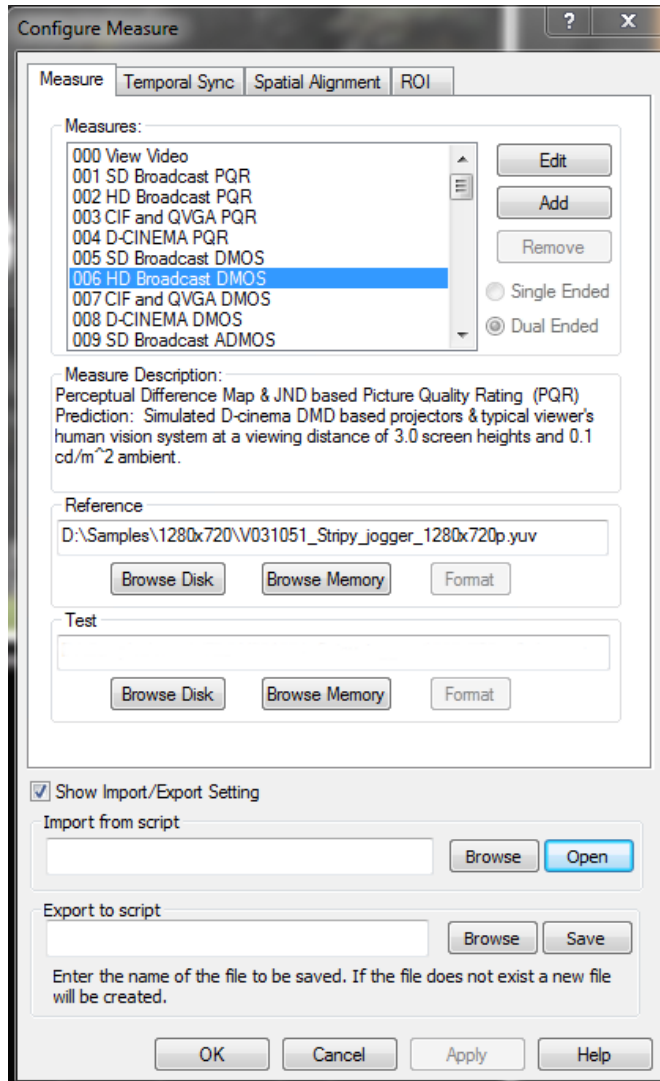 Configure Measure
?
X
Measure
Temporal Sync
Spatial Alignment
ROI
Measures:
000 View Video
001 SD Broadcast PQR
002 HD Broadcast PQR
003 CIF and QVGA PQR
004 D-CINEMA PQR
005 SD Broadcast DMOS
006 HD Broadcast DMOS
007 CIF and QVGA DMOS
008 D-CINEMA DMOS
009 SD Broadcast ADMOS
Edit
Add
Remove
Single Ended
Dual Ended
Measure Description:
Perceptual Difference Map & JND based Picture Quality Rating (PQR)
Prediction: Simulated D-cinema DMD based projectors & typical viewer's
human vision system at a viewing distance of 3.0 screen heights and 0.1
cd/m^2 ambient.
Reference
D:\Samples\1280x720\V031051_Stripy_jogger_1280x720p.yuv
Browse Disk
Browse Memory
Format
Test
Browse Disk
Browse Memory
Format
Show Import/Export Setting
Import from script
Browse
Open
Export to script
Browse
Save
Enter the name of the file to be saved. If the file does not exist a new file
will be created.
OK
Cancel
Apply
Help